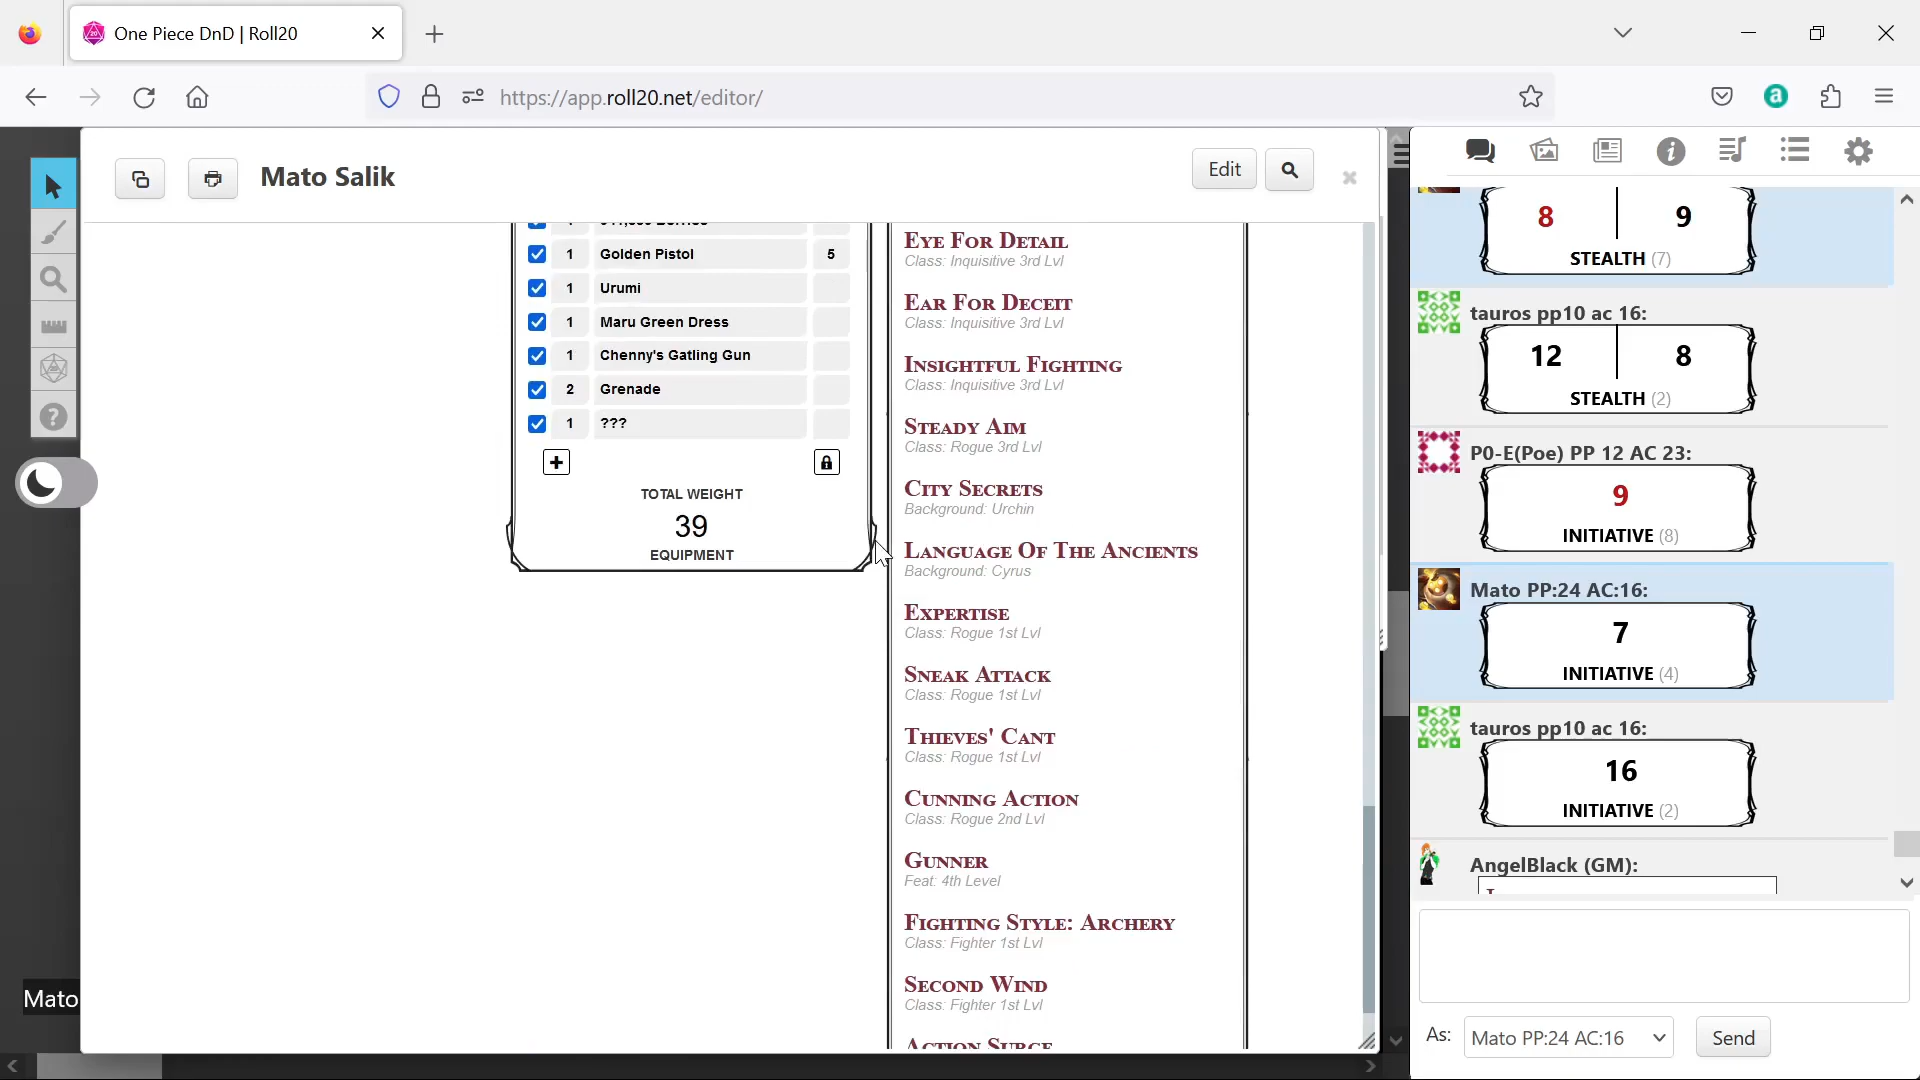 One Piece DnD | Roll20
https://app.roll20.net/editor/
Mato Salik
Edit
1 Golden Pistol 5
1 Urumi
1 Maru Green Dress
1 Chenny's Gatling Gun
2 Grenade
1 ???
TOTAL WEIGHT
39
EQUIPMENT
EYE FOR DETAIL
Class: Inquisitive 3rd Lvl
EAR FOR DECEIT
Class: Inquisitive 3rd Lvl
INSIGHTFUL FIGHTING
Class: Inquisitive 3rd Lvl
STEADY AIM
Class: Rogue 3rd Lvl
CITY SECRETS
Background: Urchin
LANGUAGE OF THE ANCIENTS
Background: Cyrus
EXPERTISE
Class: Rogue 1st Lvl
SNEAK ATTACK
Class: Rogue 1st Lvl
THIEVES' CANT
Class: Rogue 1st Lvl
CUNNING ACTION
Class: Rogue 2nd Lvl
GUNNER
Feat: 4th Level
FIGHTING STYLE: ARCHERY
Class: Fighter 1st Lvl
SECOND WIND
Class: Fighter 1st Lvl
ACTION SURGE
Mato
8 9
STEALTH (7)
tauros pp10 ac 16:
12 8
STEALTH (2)
P0-E(Poe) PP 12 AC 23:
9
INITIATIVE (8)
Mato PP:24 AC:16:
7
INITIATIVE (4)
tauros pp10 ac 16:
16
INITIATIVE (2)
AngelBlack (GM):
As: Mato PP:24 AC:16 Send